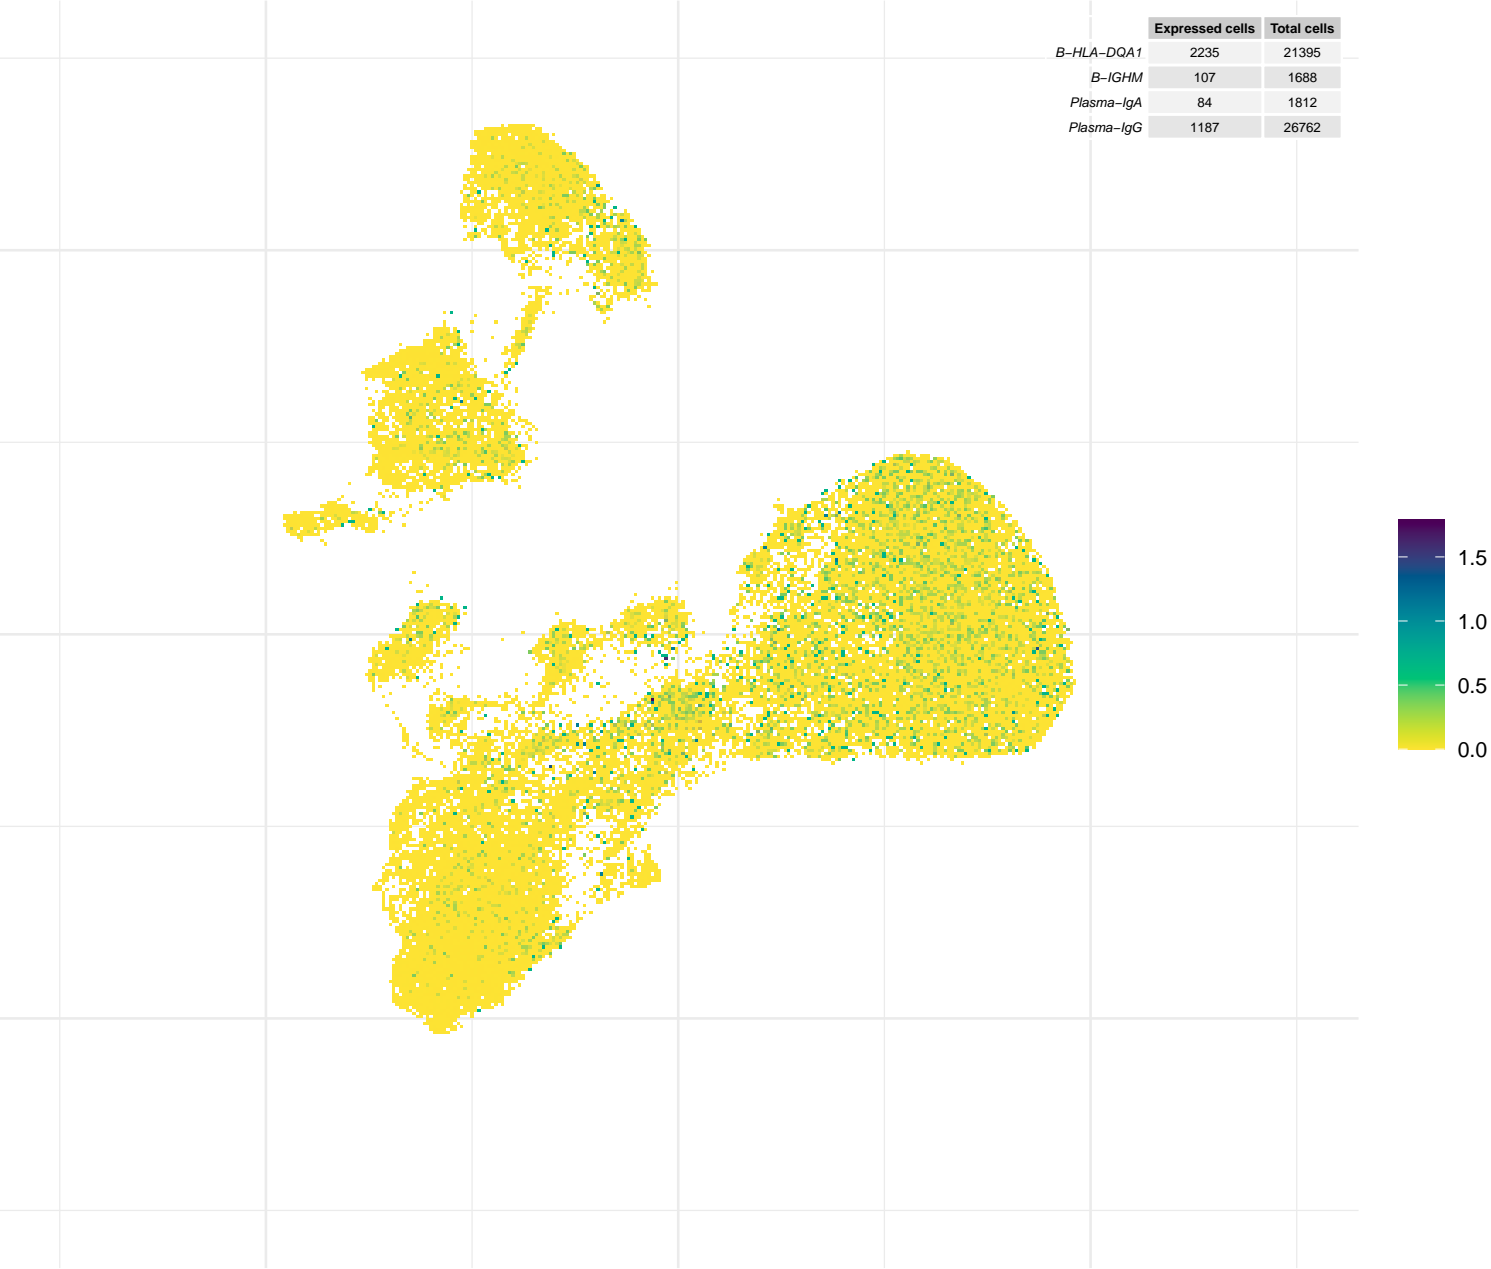 Expressed cells Total cells
B−HLA−DQA1 2235 21395
B−IGHM 107 1688
Plasma−IgA 84 1812
Plasma−IgG 1187 26762
1.5
1.0
0.5
0.0